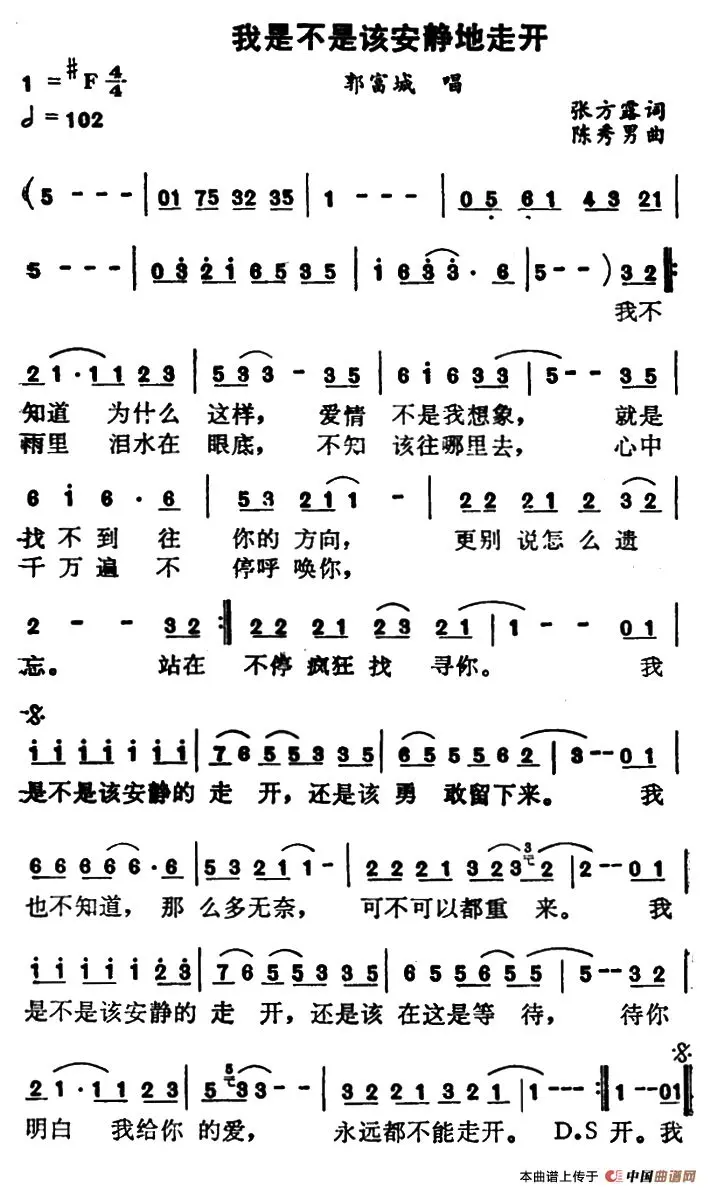 我是不是该安静地走开
1 = #F 4/4
郭富城 唱
= 102
张方露词
陈秀男曲
(5 - - - | 01 75 32 35 | 1 - - - | 05 61 43 21 |
5 - - - | 03 21 65 35 | 1 6 3 3 · 6 | 5 - - ) 32 :
我不
21 · 11 23 | 533 - 35 | 61 63 3 | 5 - - 35 |
知道 为什么 这样， 爱情 不是我想象， 就是
雨里 泪水在 眼底， 不知 该往哪里去， 心中
6 1 6 · 6 | 53 211 - | 22 21 2 32 |
找不到 往 你的方向， 更别说怎么遗
千万遍 不 停呼唤你，
2 - - 32 : 22 21 23 21 | 1 - - 01 |
忘。 站在 不停疯狂找 寻你。 我
11 11 11 11 | 76 55 33 35 | 65 55 62 | 3 - - 01 |
是不是该安静的 走 开，还是该 勇 敢留下来。 我
66 66 6 · 6 | 53 21 1 - | 22 21 32 3 3 2 | 2 - - 01 |
也不知道，那 么多无奈， 可不可以都重 来。 我
11 11 11 23 | 76 55 33 35 | 65 55 65 5 | 5 - - 32 |
是不是该安静的 走 开，还是该 在这是等 待， 待你
21 · 11 23 | 5 5 33 - - | 32 21 32 1 | 1 - - - : 1 - - 01
明白 我给你 的爱， 永远都不能走开。 D.S 开。我
本曲谱上传于 中国曲谱网